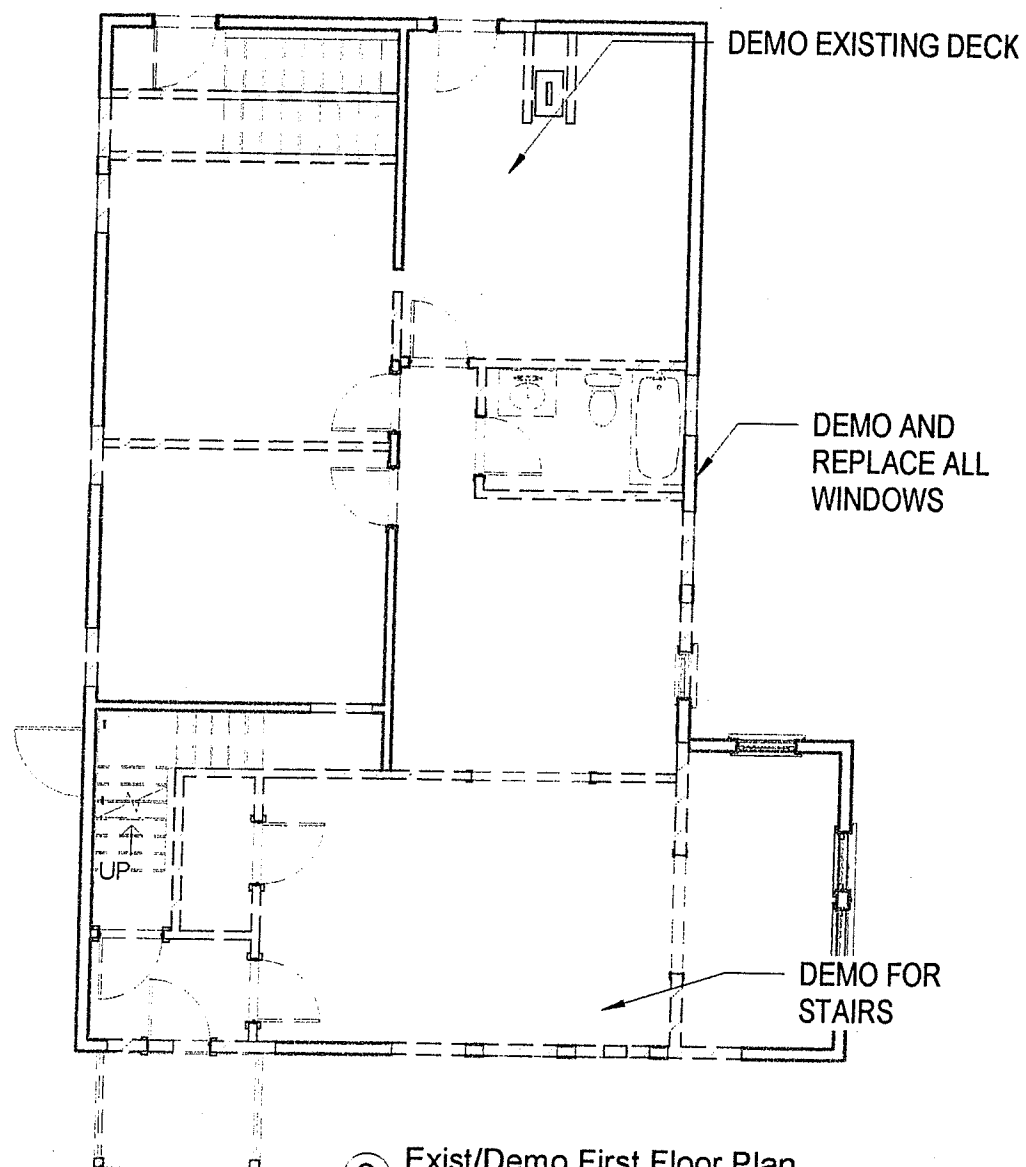 DEMO EXISTING DECK
DEMO AND
REPLACE ALL
WINDOWS
UP
DEMO FOR
STAIRS
Exist/Demo First Floor Plan